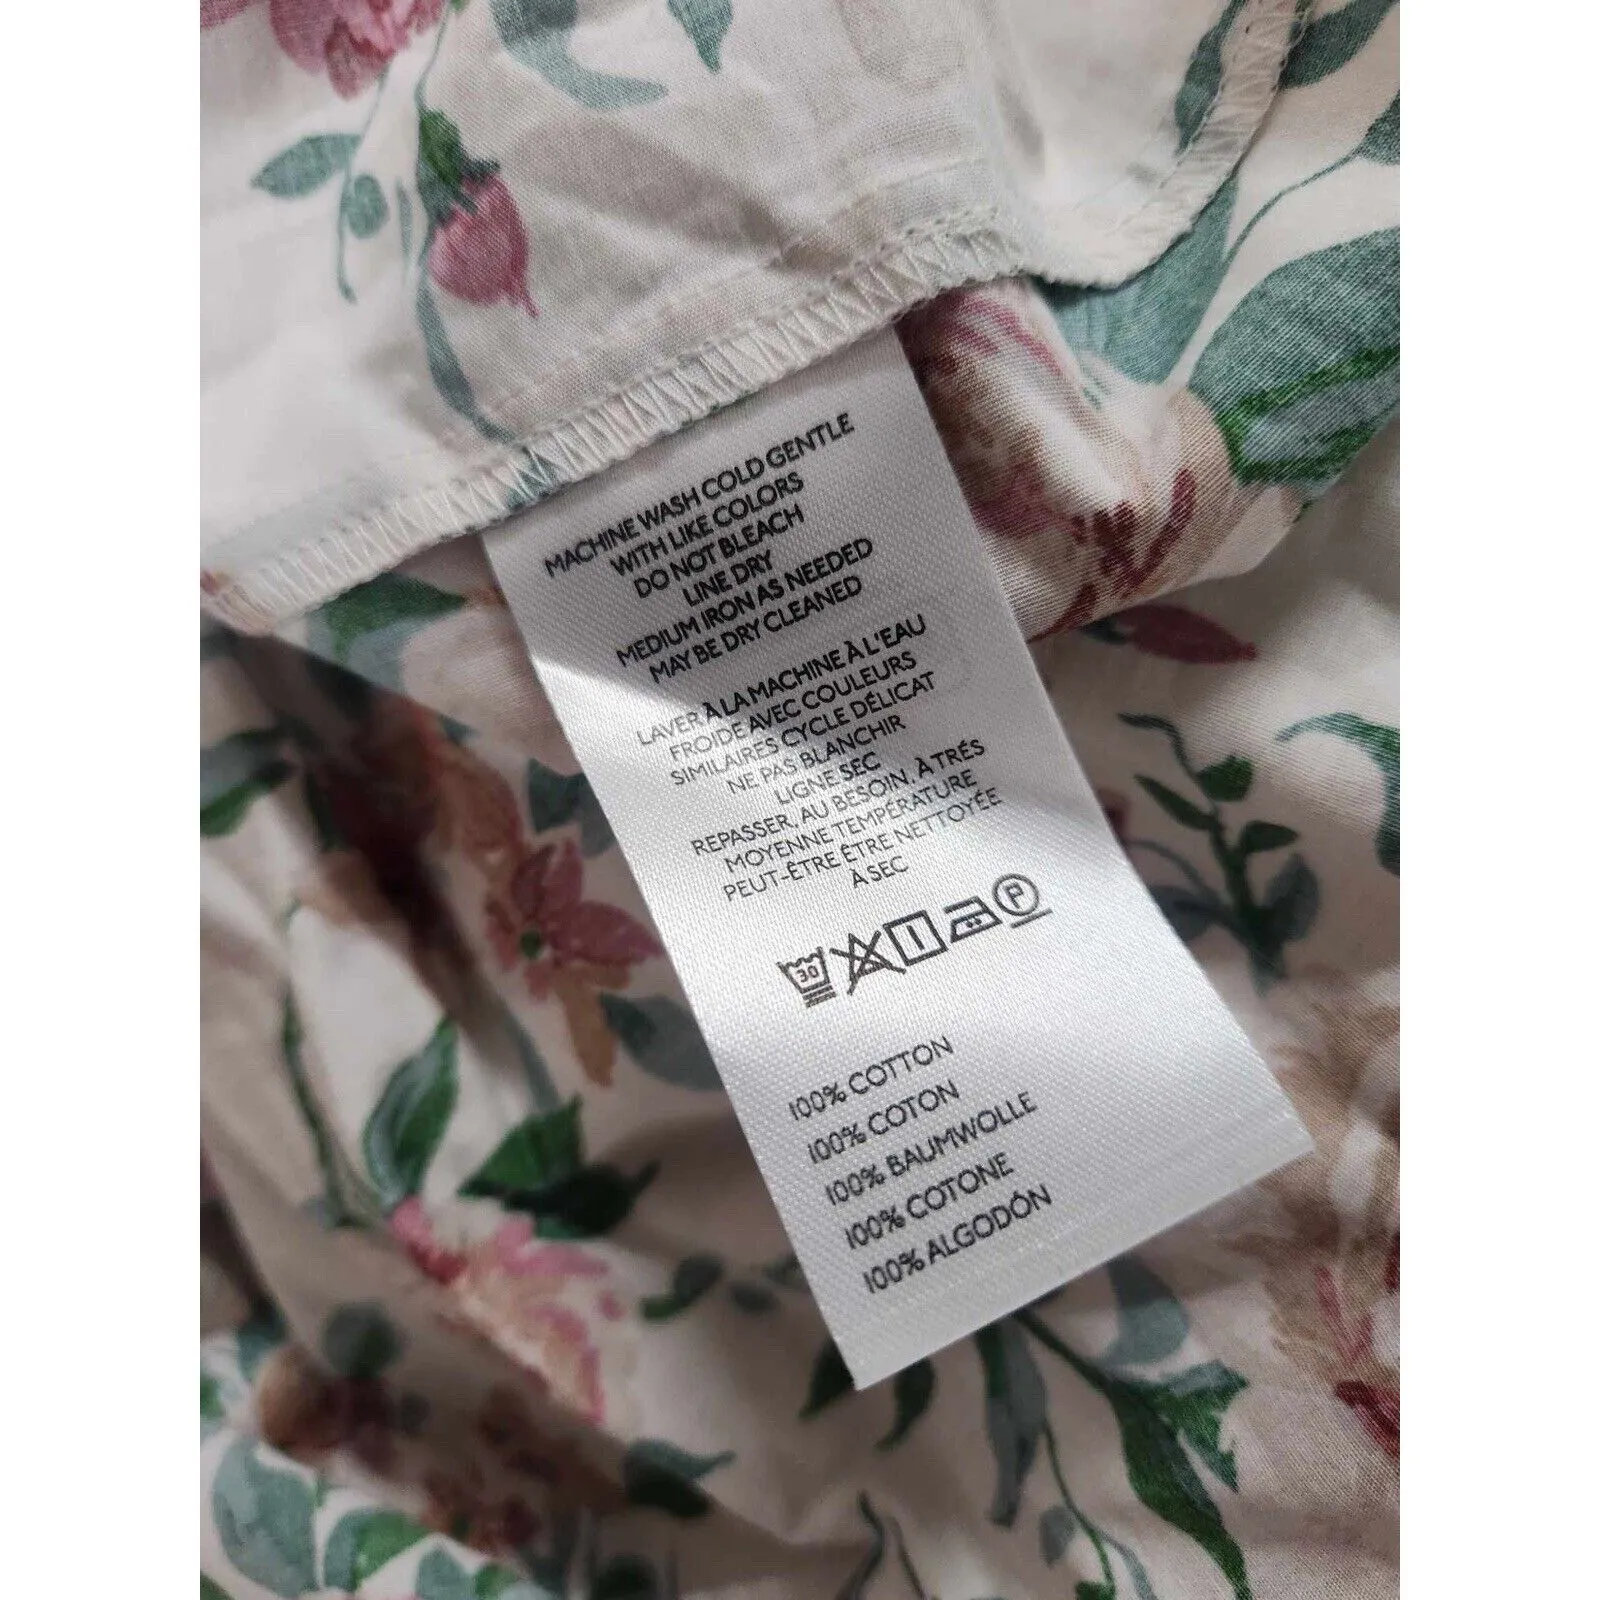 MACHINE WASH COLD GENTLE
WITH LIKE COLORS
DO NOT BLEACH
LINE DRY
MEDIUM IRON AS NEEDED
MAY BE DRY CLEANED
LAVER À LA MACHINE À L'EAU
FROIDE AVEC COULEURS
SIMILAIRES CYCLE DÉLICAT
NE PAS BLANCHIR
LIGNE SEC
REPASSER, AU BESOIN, À TRÉS
MOYENNE TEMPÉRATURE
PEUT-ÊTRE ÊTRE NETTOYÉE
À SEC
30 P
100% COTTON
100% COTON
100% BAUMWOLLE
100% COTONE
100% ALGODÓN